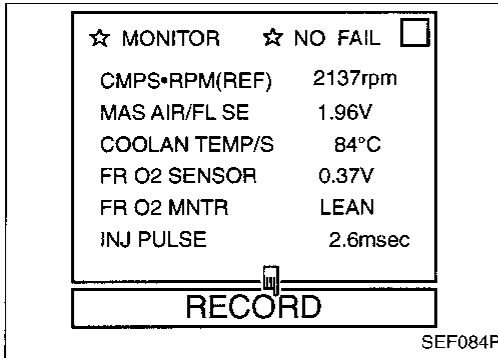 ☆ MONITOR ☆ NO FAIL
CMPS•RPM(REF) 2137rpm
MAS AIR/FL SE 1.96V
COOLAN TEMP/S 84°C
FR O2 SENSOR 0.37V
FR O2 MNTR LEAN
INJ PULSE 2.6msec
RECORD
SEF084P